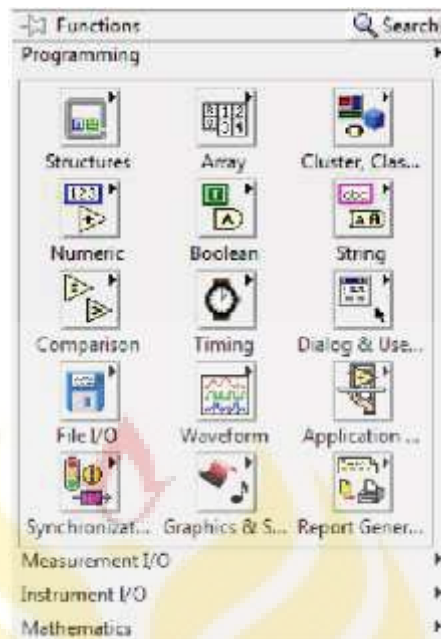 Functions Search
Programming
Structures Array Cluster, Clas...
Numeric Boolean String
Comparison Timing Dialog & Use...
File I/O Waveform Application ...
Synchronizat... Graphics & S... Report Gener...
Measurement I/O
Instrument I/O
Mathematics